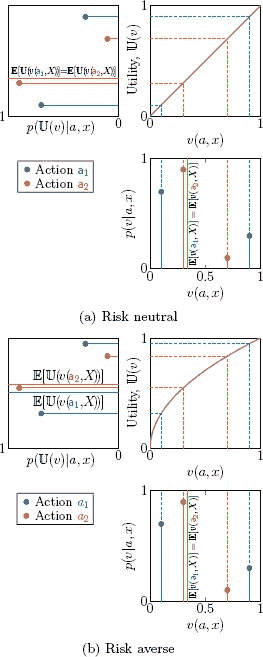 1
𝔼[𝕌(v(a₁,X))]=𝔼[𝕌(v(a₂,X))]
1
0
p(𝕌(v)|a, x)
1
Utility, 𝕌(v)
0
1
v(a, x)
Action a₁
Action a₂
1
p(v|a, x)
𝔼[v(a₁,X)] = 𝔼[v(a₂,X)]
0
0
0.5
1
v(a, x)
(a) Risk neutral
1
𝔼[𝕌(v(a₂,X))]
𝔼[𝕌(v(a₁,X))]
1
0
p(𝕌(v)|a, x)
1
Utility, 𝕌(v)
0
1
v(a, x)
Action a₁
Action a₂
1
p(v|a, x)
𝔼[v(a₁,X)] = 𝔼[v(a₂,X)]
0
0
0.5
1
v(a, x)
(b) Risk averse